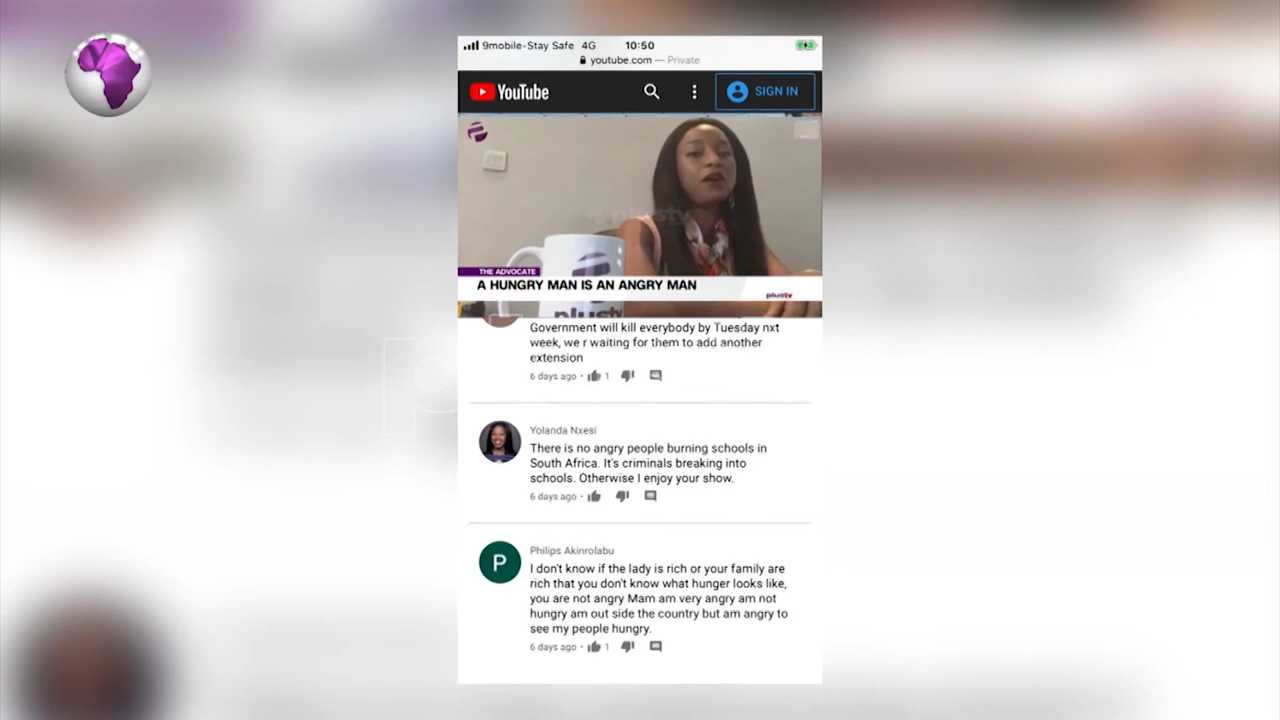 9mobile-Stay Safe 4G 10:50
youtube.com — Private
YouTube SIGN IN
plustv
THE ADVOCATE
A HUNGRY MAN IS AN ANGRY MAN
plustv
plustv
Government will kill everybody by Tuesday nxt
week, we r waiting for them to add another
extension
6 days ago · 1
Yolanda Nxesi
There is no angry people burning schools in
South Africa. It's criminals breaking into
schools. Otherwise I enjoy your show.
6 days ago ·
P
Philips Akinrolabu
I don't know if the lady is rich or your family are
rich that you don't know what hunger looks like,
you are not angry Mam am very angry am not
hungry am out side the country but am angry to
see my people hungry.
6 days ago · 1